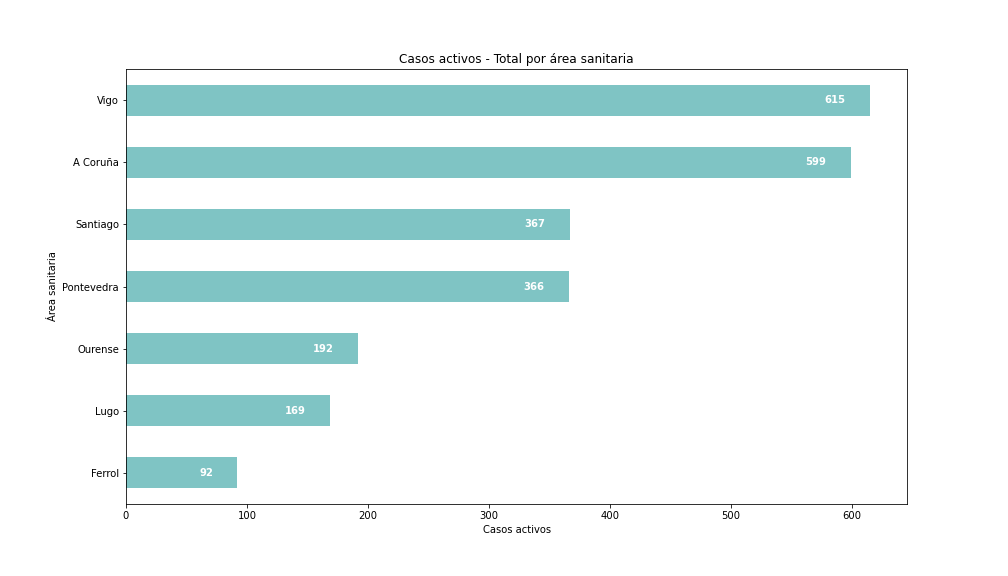 Casos activos - Total por área sanitaria
Vigo 615
A Coruña 599
Santiago 367
Pontevedra 366
Ourense 192
Lugo 169
Ferrol 92
Área sanitaria
0 100 200 300 400 500 600
Casos activos